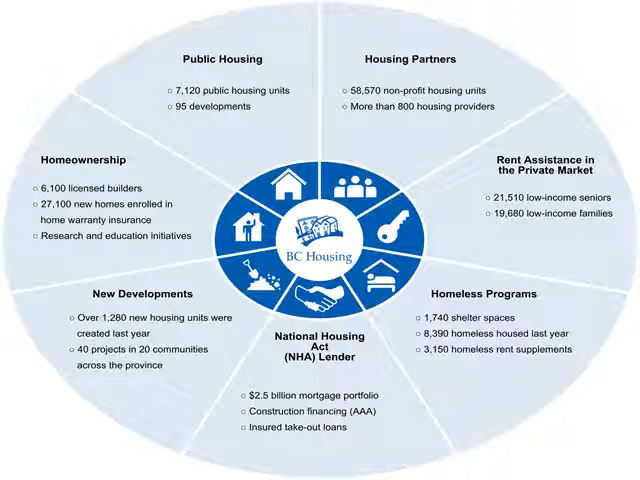 Public Housing
○ 7,120 public housing units
○ 95 developments
Housing Partners
○ 58,570 non-profit housing units
○ More than 800 housing providers
Homeownership
○ 6,100 licensed builders
○ 27,100 new homes enrolled in
home warranty insurance
○ Research and education initiatives
Rent Assistance in
the Private Market
○ 21,510 low-income seniors
○ 19,680 low-income families
BC Housing
New Developments
○ Over 1,280 new housing units were
created last year
○ 40 projects in 20 communities
across the province
National Housing
Act
(NHA) Lender
○ $2.5 billion mortgage portfolio
○ Construction financing (AAA)
○ Insured take-out loans
Homeless Programs
○ 1,740 shelter spaces
○ 8,390 homeless housed last year
○ 3,150 homeless rent supplements